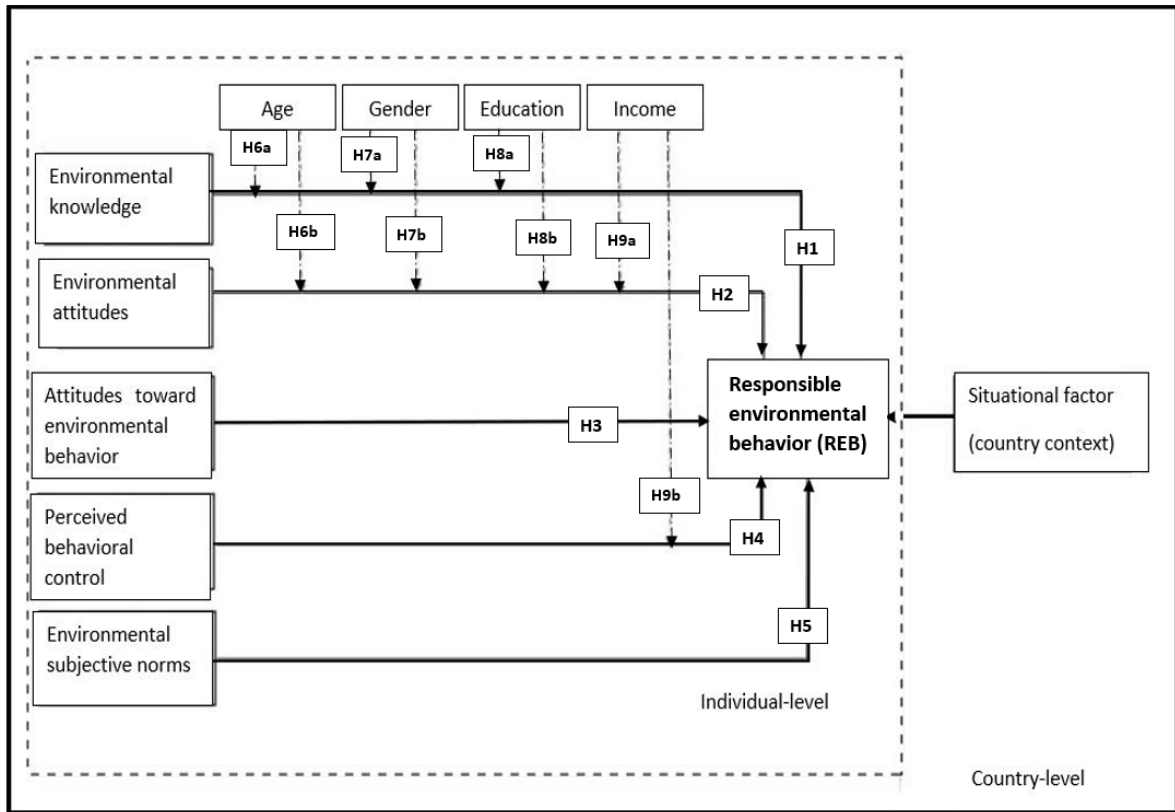 Age
Gender
Education
Income
H6a
H7a
H8a
Environmental
knowledge
H6b
H7b
H8b
H9a
H1
Environmental
attitudes
H2
Attitudes toward
environmental
behavior
H3
Responsible
environmental
behavior (REB)
Situational factor
(country context)
Perceived
behavioral
control
H9b
H4
Environmental
subjective norms
H5
Individual-level
Country-level